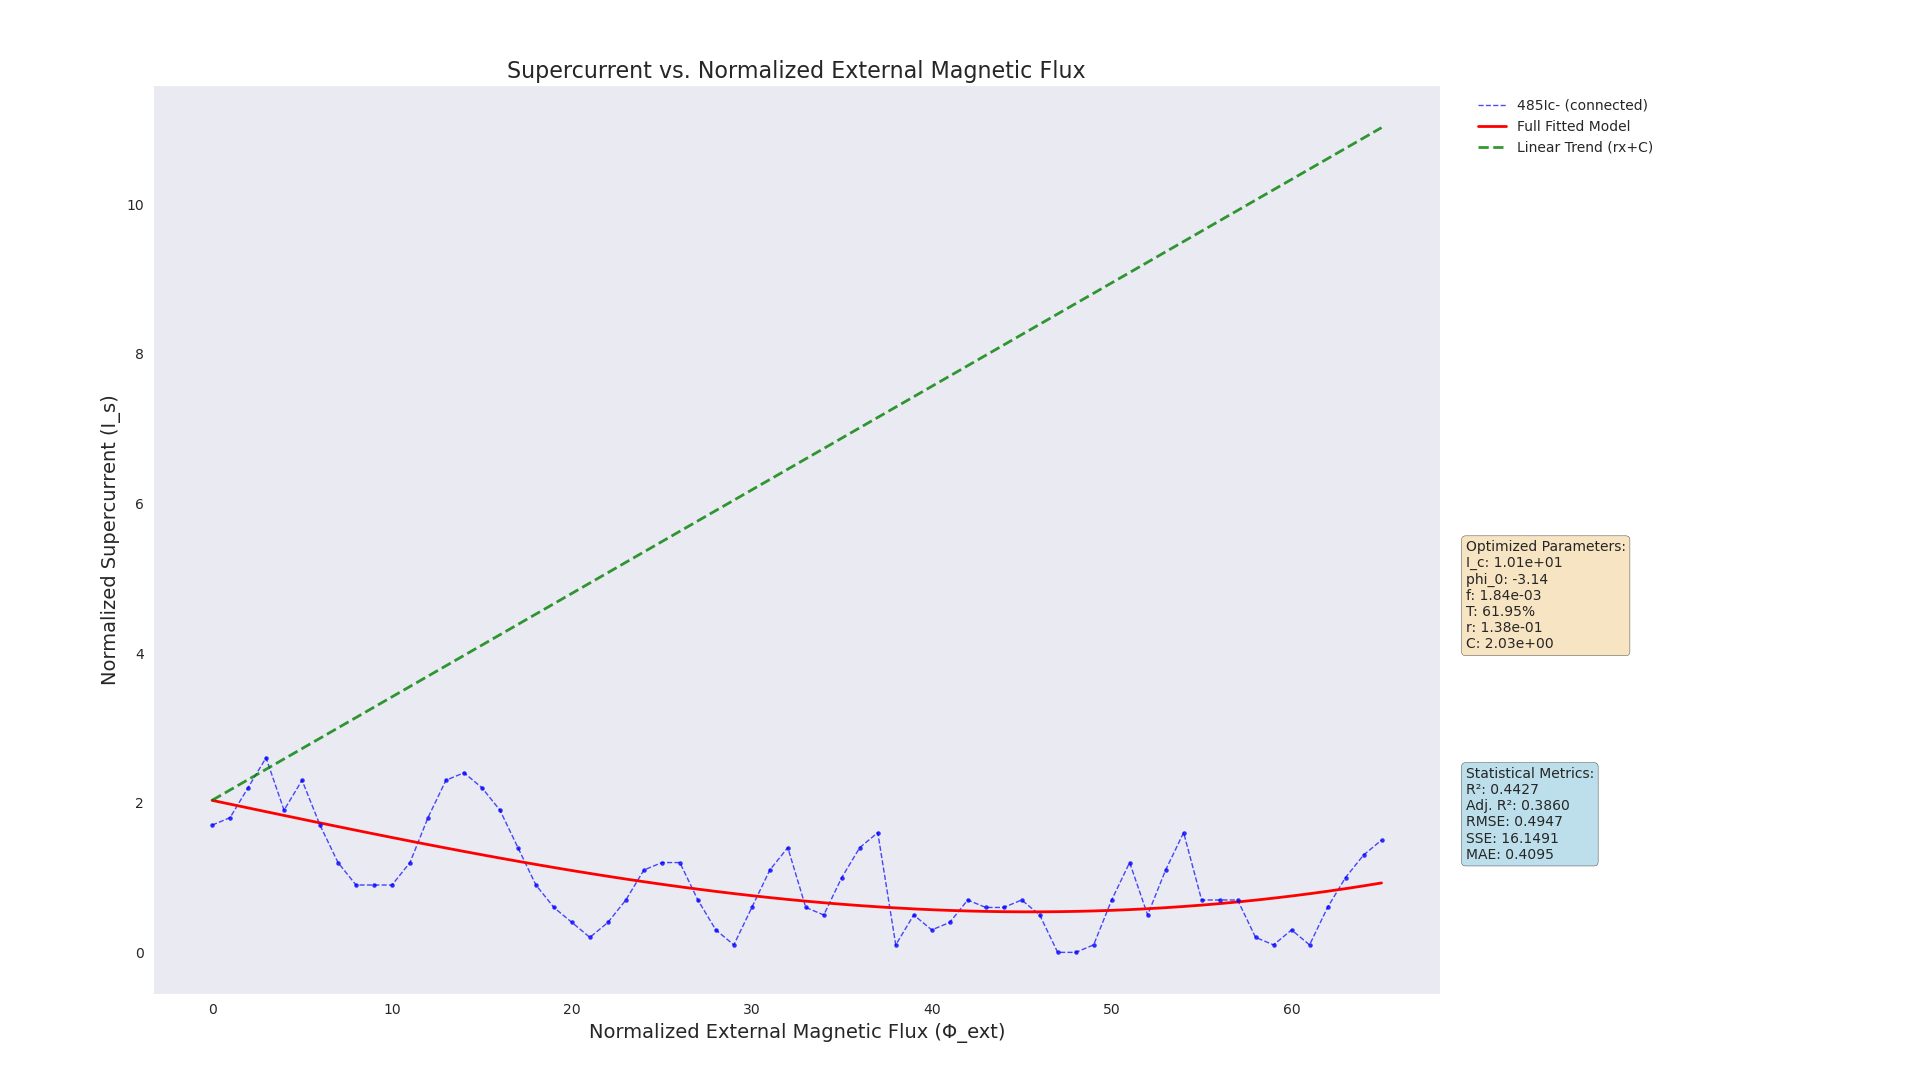 Supercurrent vs. Normalized External Magnetic Flux
485Ic- (connected)
Full Fitted Model
Linear Trend (rx+C)
10
8
6
4
2
0
Normalized Supercurrent (I_s)
0
10
20
30
40
50
60
Normalized External Magnetic Flux (Φ_ext)
Optimized Parameters:
I_c: 1.01e+01
phi_0: -3.14
f: 1.84e-03
T: 61.95%
r: 1.38e-01
C: 2.03e+00
Statistical Metrics:
R²: 0.4427
Adj. R²: 0.3860
RMSE: 0.4947
SSE: 16.1491
MAE: 0.4095